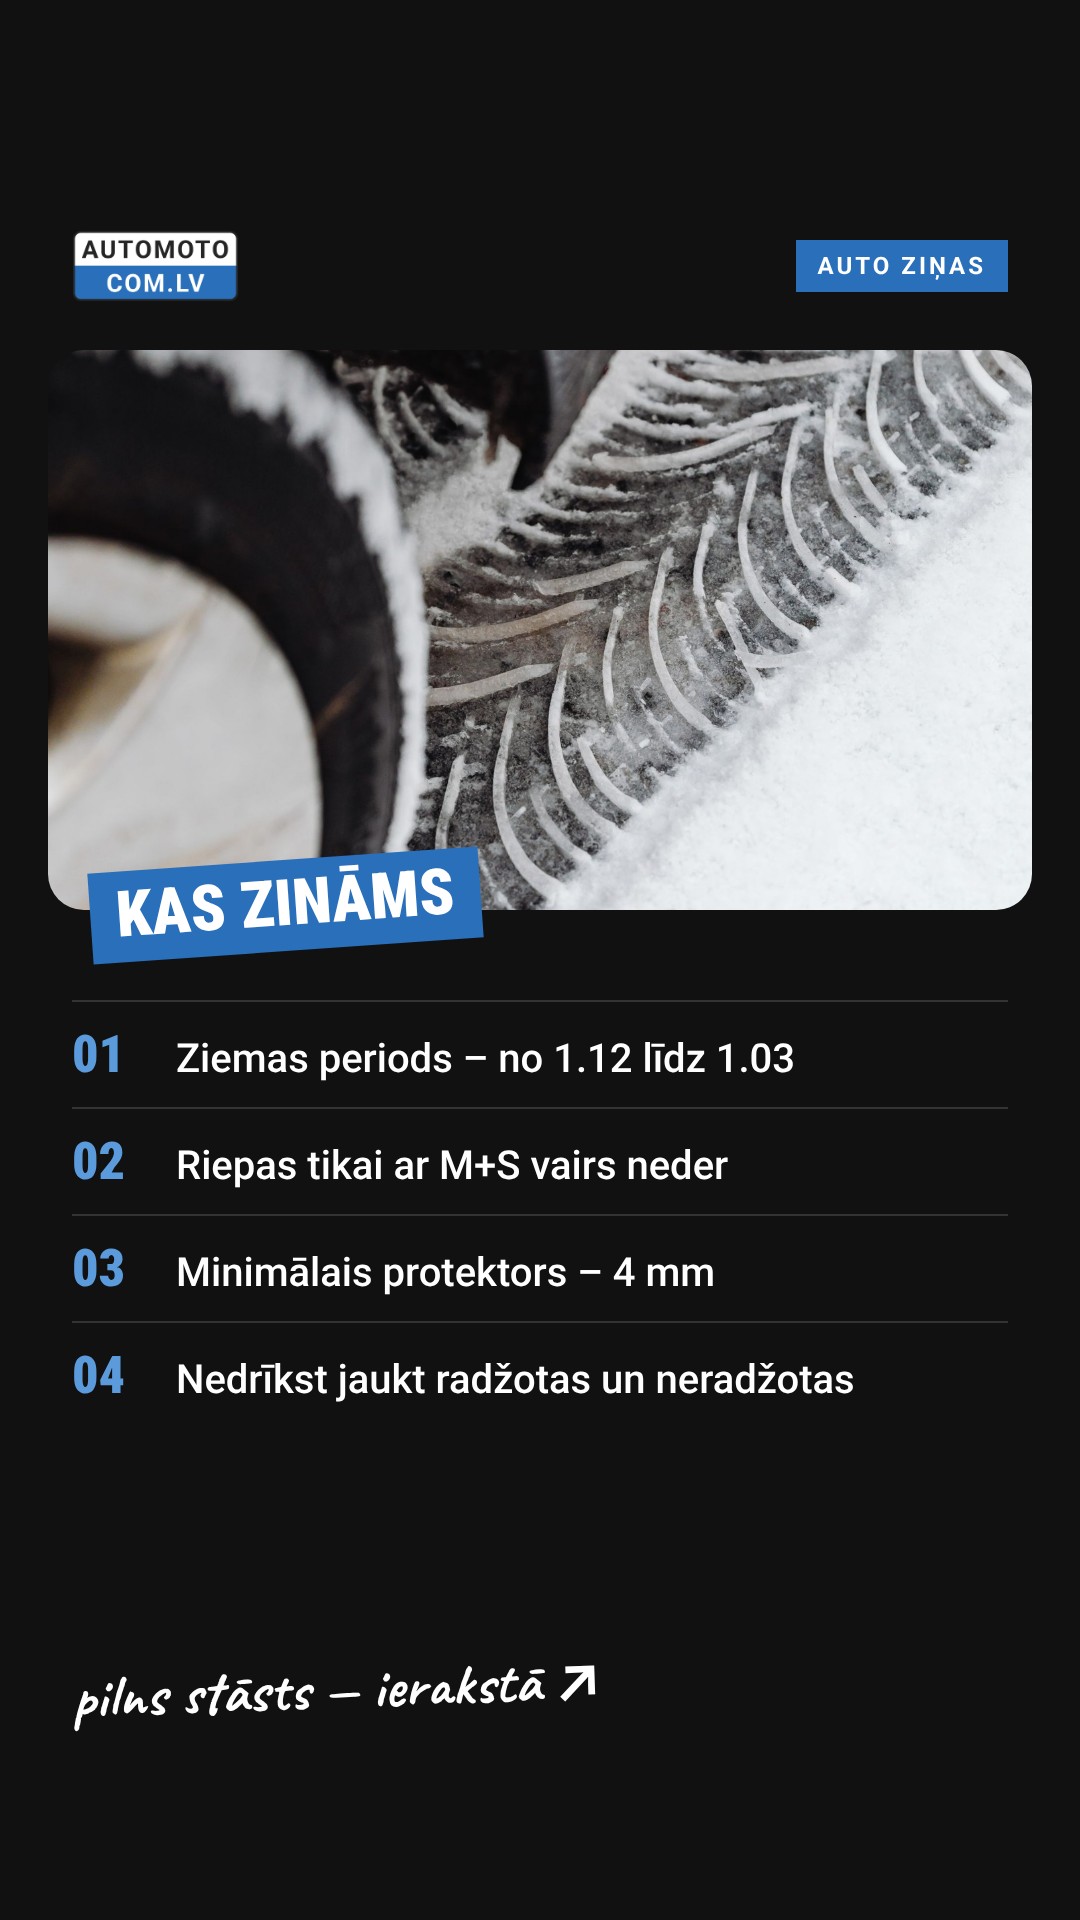 AUTOMOTO
COM.LV
AUTO ZIŅAS
KAS ZINĀMS
01 Ziemas periods – no 1.12 līdz 1.03
02 Riepas tikai ar M+S vairs neder
03 Minimālais protektors – 4 mm
04 Nedrīkst jaukt radžotas un neradžotas
pilns stāsts – ierakstā ↗